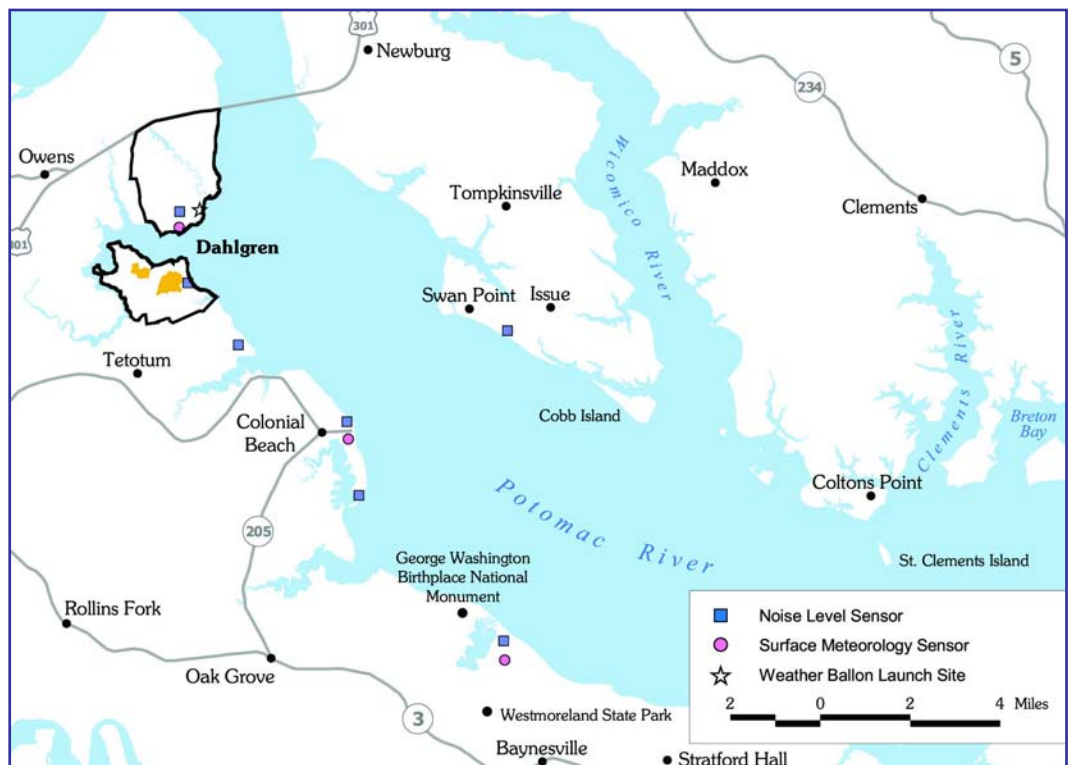 301
Newburg
5
234
Owens
Maddox
Wicomico River
Tompkinsville
Clements
301
Dahlgren
Swan Point
Issue
Tetotum
Clements River
Cobb Island
Breton
Bay
Colonial
Beach
Coltons Point
Potomac River
205
George Washington
Birthplace National
Monument
St. Clements Island
Rollins Fork
Oak Grove
Noise Level Sensor
Surface Meteorology Sensor
Weather Ballon Launch Site
2 0 2 4 Miles
3
Westmoreland State Park
Baynesville
Stratford Hall